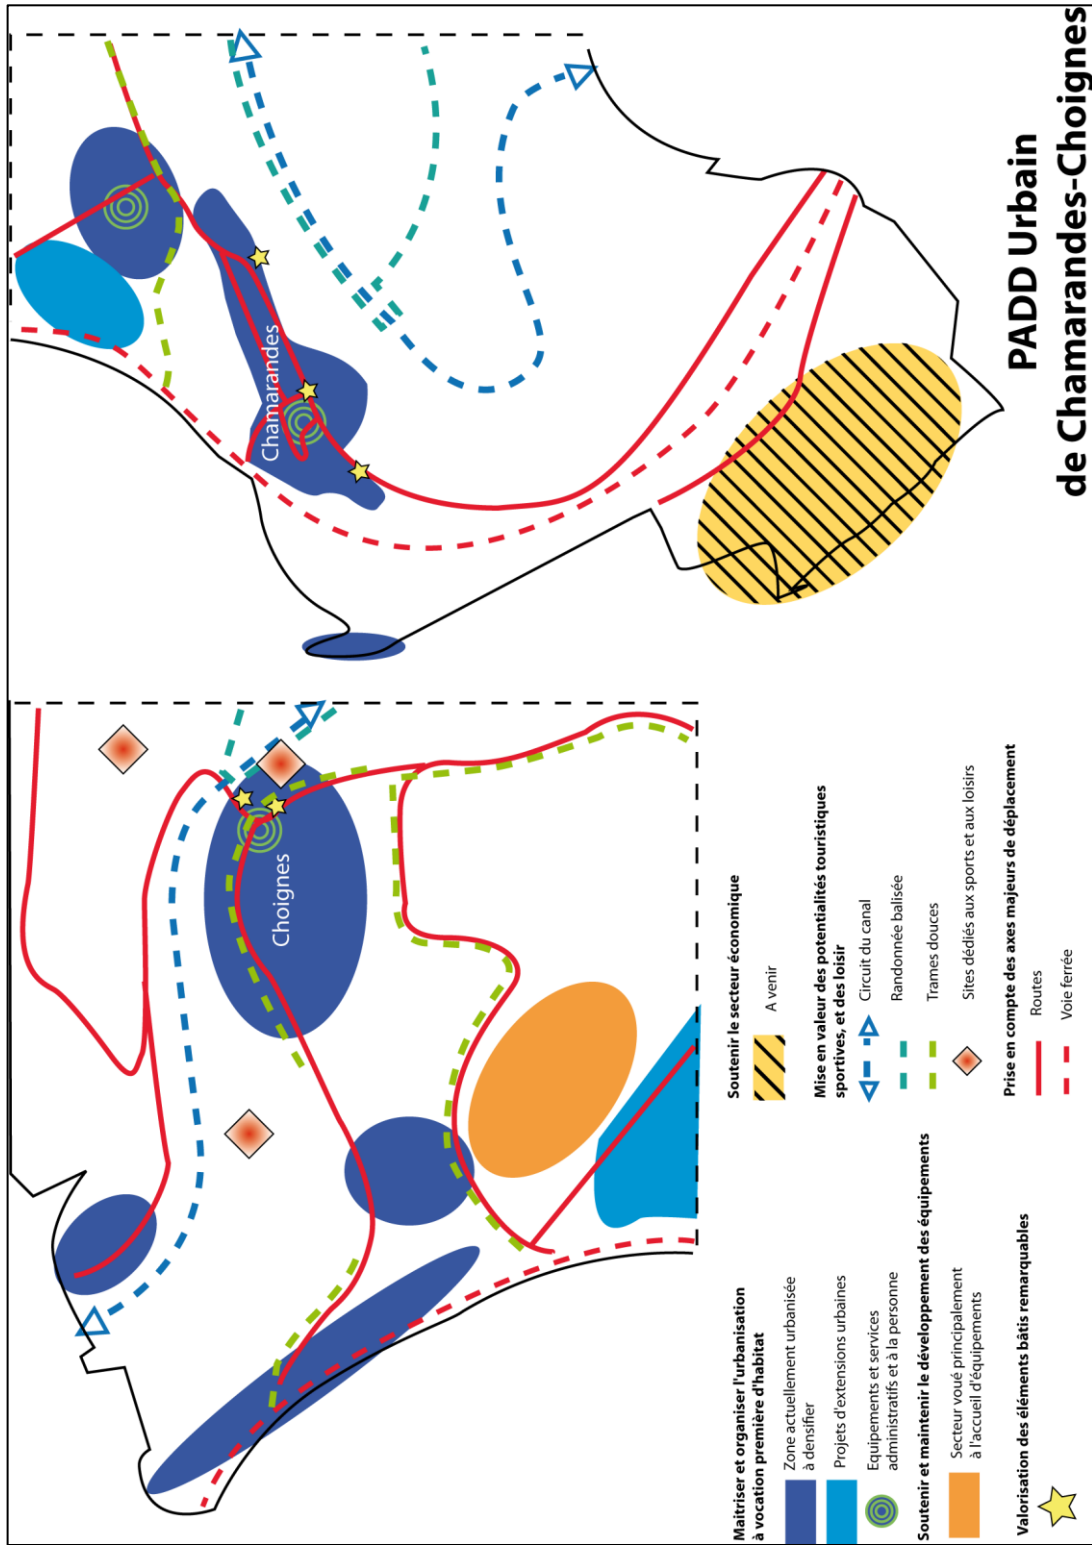 PADD Urbain
de Chamarandes-Choignes
Chamarandes
Choignes
Maitriser et organiser l'urbanisation
à vocation première d'habitat
Zone actuellement urbanisée
à densifier
Projets d'extensions urbaines
Equipements et services
administratifs et à la personne
Soutenir et maintenir le développement des équipements
Secteur voué principalement
à l'accueil d'équipements
Valorisation des éléments bâtis remarquables
Soutenir le secteur économique
A venir
Mise en valeur des potentialités touristiques
sportives, et des loisir
Circuit du canal
Randonnée balisée
Trames douces
Sites dédiés aux sports et aux loisirs
Prise en compte des axes majeurs de déplacement
Routes
Voie ferrée